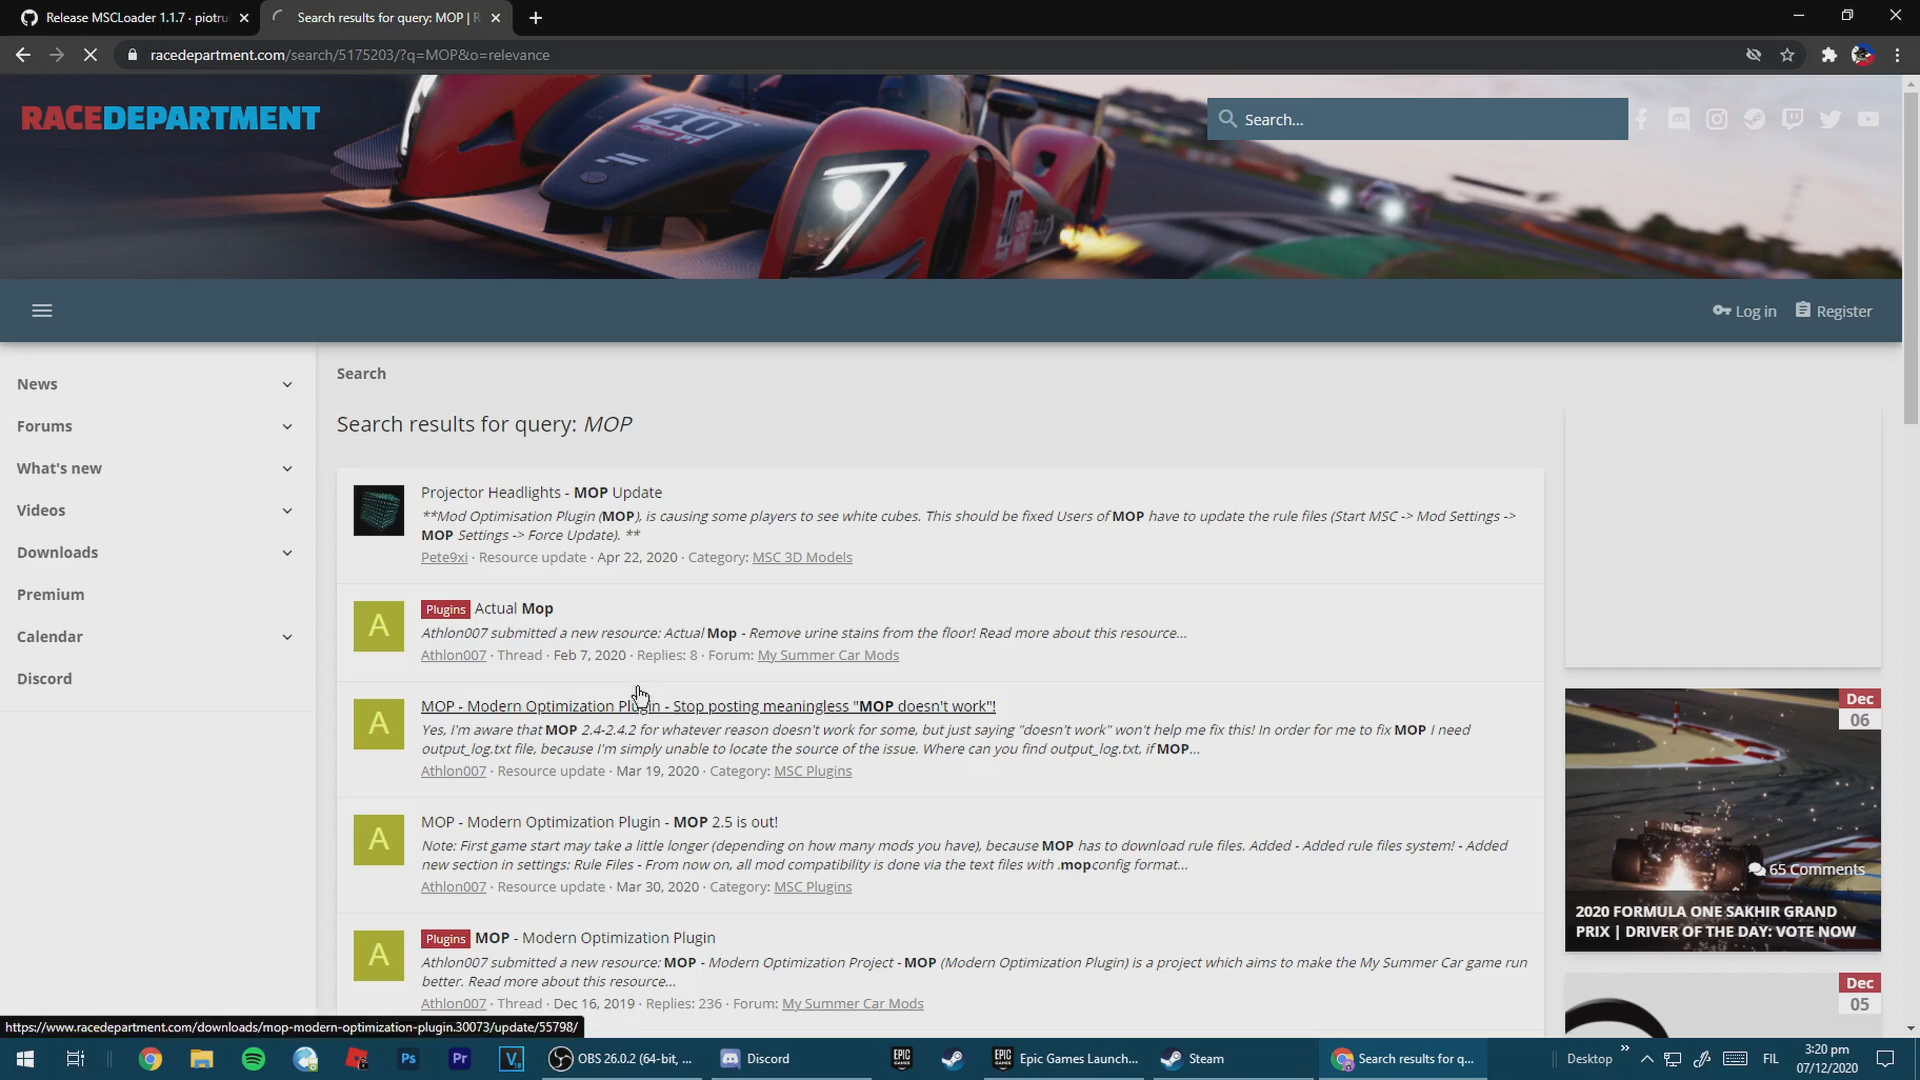 Release MSCLoader 1.1.7 · piotru
Search results for query: MOP | R
racedepartment.com/search/5175203/?q=MOP&o=relevance
RACEDEPARTMENT
Search...
Log in
Register
News
Forums
What's new
Videos
Downloads
Premium
Calendar
Discord
Search
Search results for query: MOP
Projector Headlights - MOP Update
**Mod Optimisation Plugin (MOP), is causing some players to see white cubes. This should be fixed Users of MOP have to update the rule files (Start MSC -> Mod Settings ->
MOP Settings -> Force Update). **
Pete9xi · Resource update · Apr 22, 2020 · Category: MSC 3D Models
A
Plugins Actual Mop
Athlon007 submitted a new resource: Actual Mop - Remove urine stains from the floor! Read more about this resource...
Athlon007 · Thread · Feb 7, 2020 · Replies: 8 · Forum: My Summer Car Mods
A
MOP - Modern Optimization Plugin - Stop posting meaningless "MOP doesn't work"!
Yes, I'm aware that MOP 2.4-2.4.2 for whatever reason doesn't work for some, but just saying "doesn't work" won't help me fix this! In order for me to fix MOP I need
output_log.txt file, because I'm simply unable to locate the source of the issue. Where can you find output_log.txt, if MOP...
Athlon007 · Resource update · Mar 19, 2020 · Category: MSC Plugins
A
MOP - Modern Optimization Plugin - MOP 2.5 is out!
Note: First game start may take a little longer (depending on how many mods you have), because MOP has to download rule files. Added - Added rule files system! - Added
new section in settings: Rule Files - From now on, all mod compatibility is done via the text files with .mopconfig format...
Athlon007 · Resource update · Mar 30, 2020 · Category: MSC Plugins
A
Plugins MOP - Modern Optimization Plugin
Athlon007 submitted a new resource: MOP - Modern Optimization Project - MOP (Modern Optimization Plugin) is a project which aims to make the My Summer Car game run
better. Read more about this resource...
Athlon007 · Thread · Dec 16, 2019 · Replies: 236 · Forum: My Summer Car Mods
Dec
06
65 Comments
2020 FORMULA ONE SAKHIR GRAND
PRIX | DRIVER OF THE DAY: VOTE NOW
Dec
05
https://www.racedepartment.com/downloads/mop-modern-optimization-plugin.30073/update/55798/
Ps
Pr
OBS 26.0.2 (64-bit, ...
Discord
EPIC
EPIC
Epic Games Launch...
Steam
Search results for q...
Desktop
FIL
3:20 pm
07/12/2020